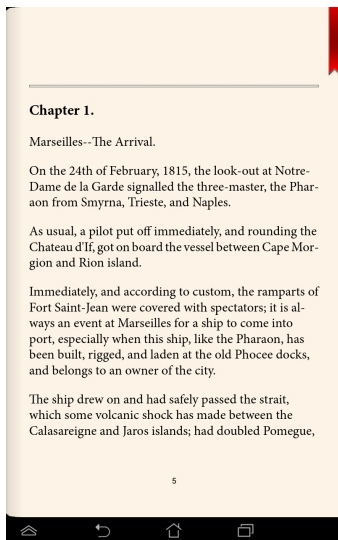 Chapter 1.
Marseilles--The Arrival.
On the 24th of February, 1815, the look-out at Notre-
Dame de la Garde signalled the three-master, the Phar-
aon from Smyrna, Trieste, and Naples.
As usual, a pilot put off immediately, and rounding the
Chateau d'If, got on board the vessel between Cape Mor-
gion and Rion island.
Immediately, and according to custom, the ramparts of
Fort Saint-Jean were covered with spectators; it is al-
ways an event at Marseilles for a ship to come into
port, especially when this ship, like the Pharaon, has
been built, rigged, and laden at the old Phocee docks,
and belongs to an owner of the city.
The ship drew on and had safely passed the strait,
which some volcanic shock has made between the
Calasareigne and Jaros islands; had doubled Pomegue,
5